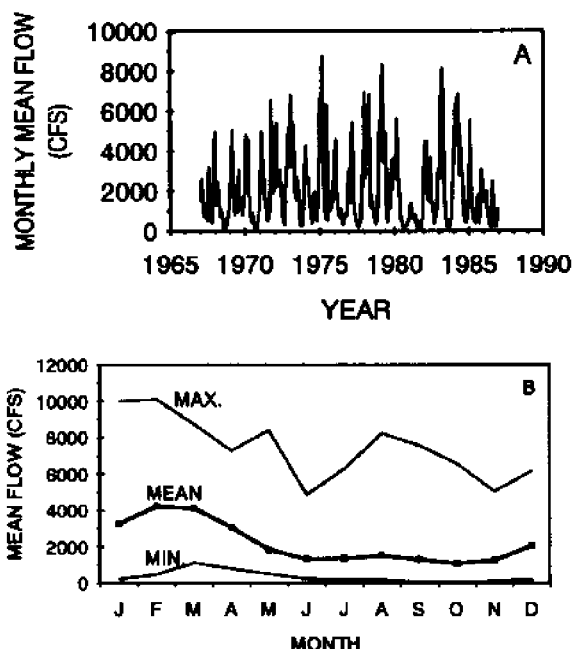 MONTHLY MEAN FLOW
(CFS)
10000
8000
6000
4000
2000
0
A
1965 1970 1975 1980 1985 1990
YEAR
MEAN FLOW (CFS)
12000
10000
8000
6000
4000
2000
0
B
MAX.
MEAN
MIN
J F M A M J J A S O N D
MONTH